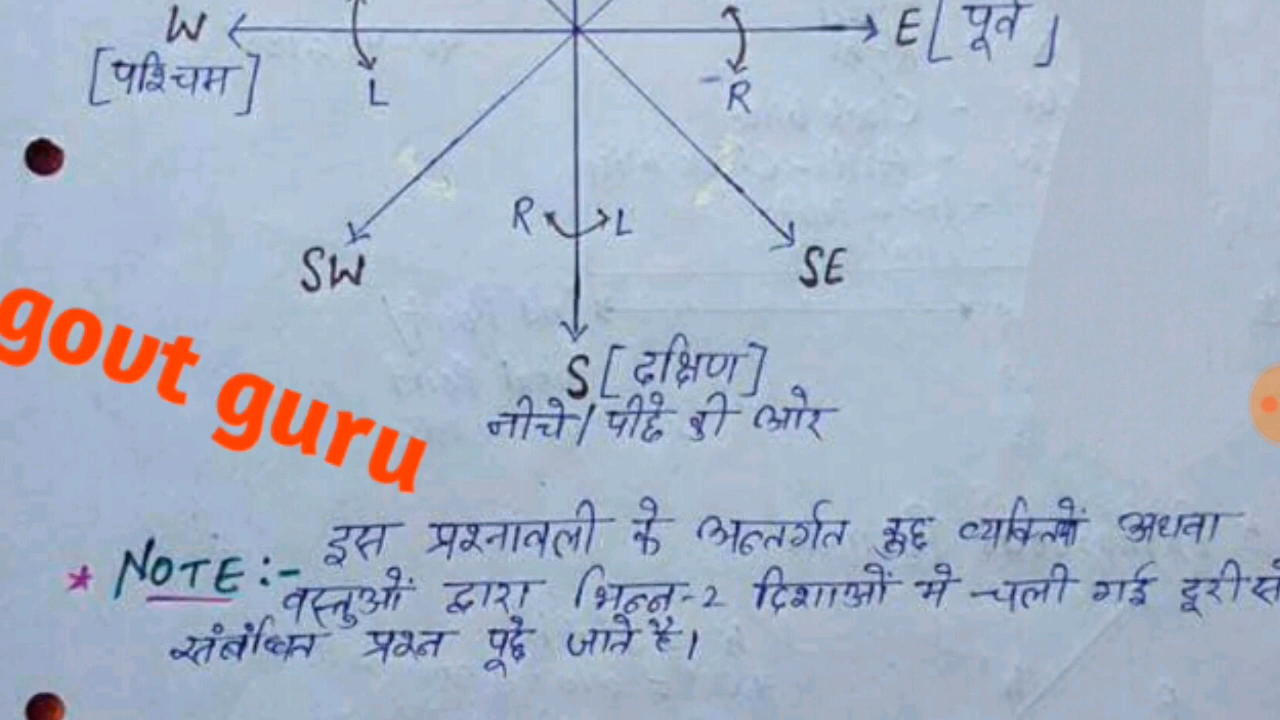 W E [पूर्व]
[पश्चिम] L R
R L
SW SE
gout guru
S [दक्षिण]
नीचे / पीछे की ओर
इस प्रश्नावली के अन्तर्गत कुछ व्यक्तियों अथवा
* NOTE :- वस्तुओं द्वारा भिन्न-2 दिशाओं में चली गई दूरी से
संबंधित प्रश्न पूछे जाते है।